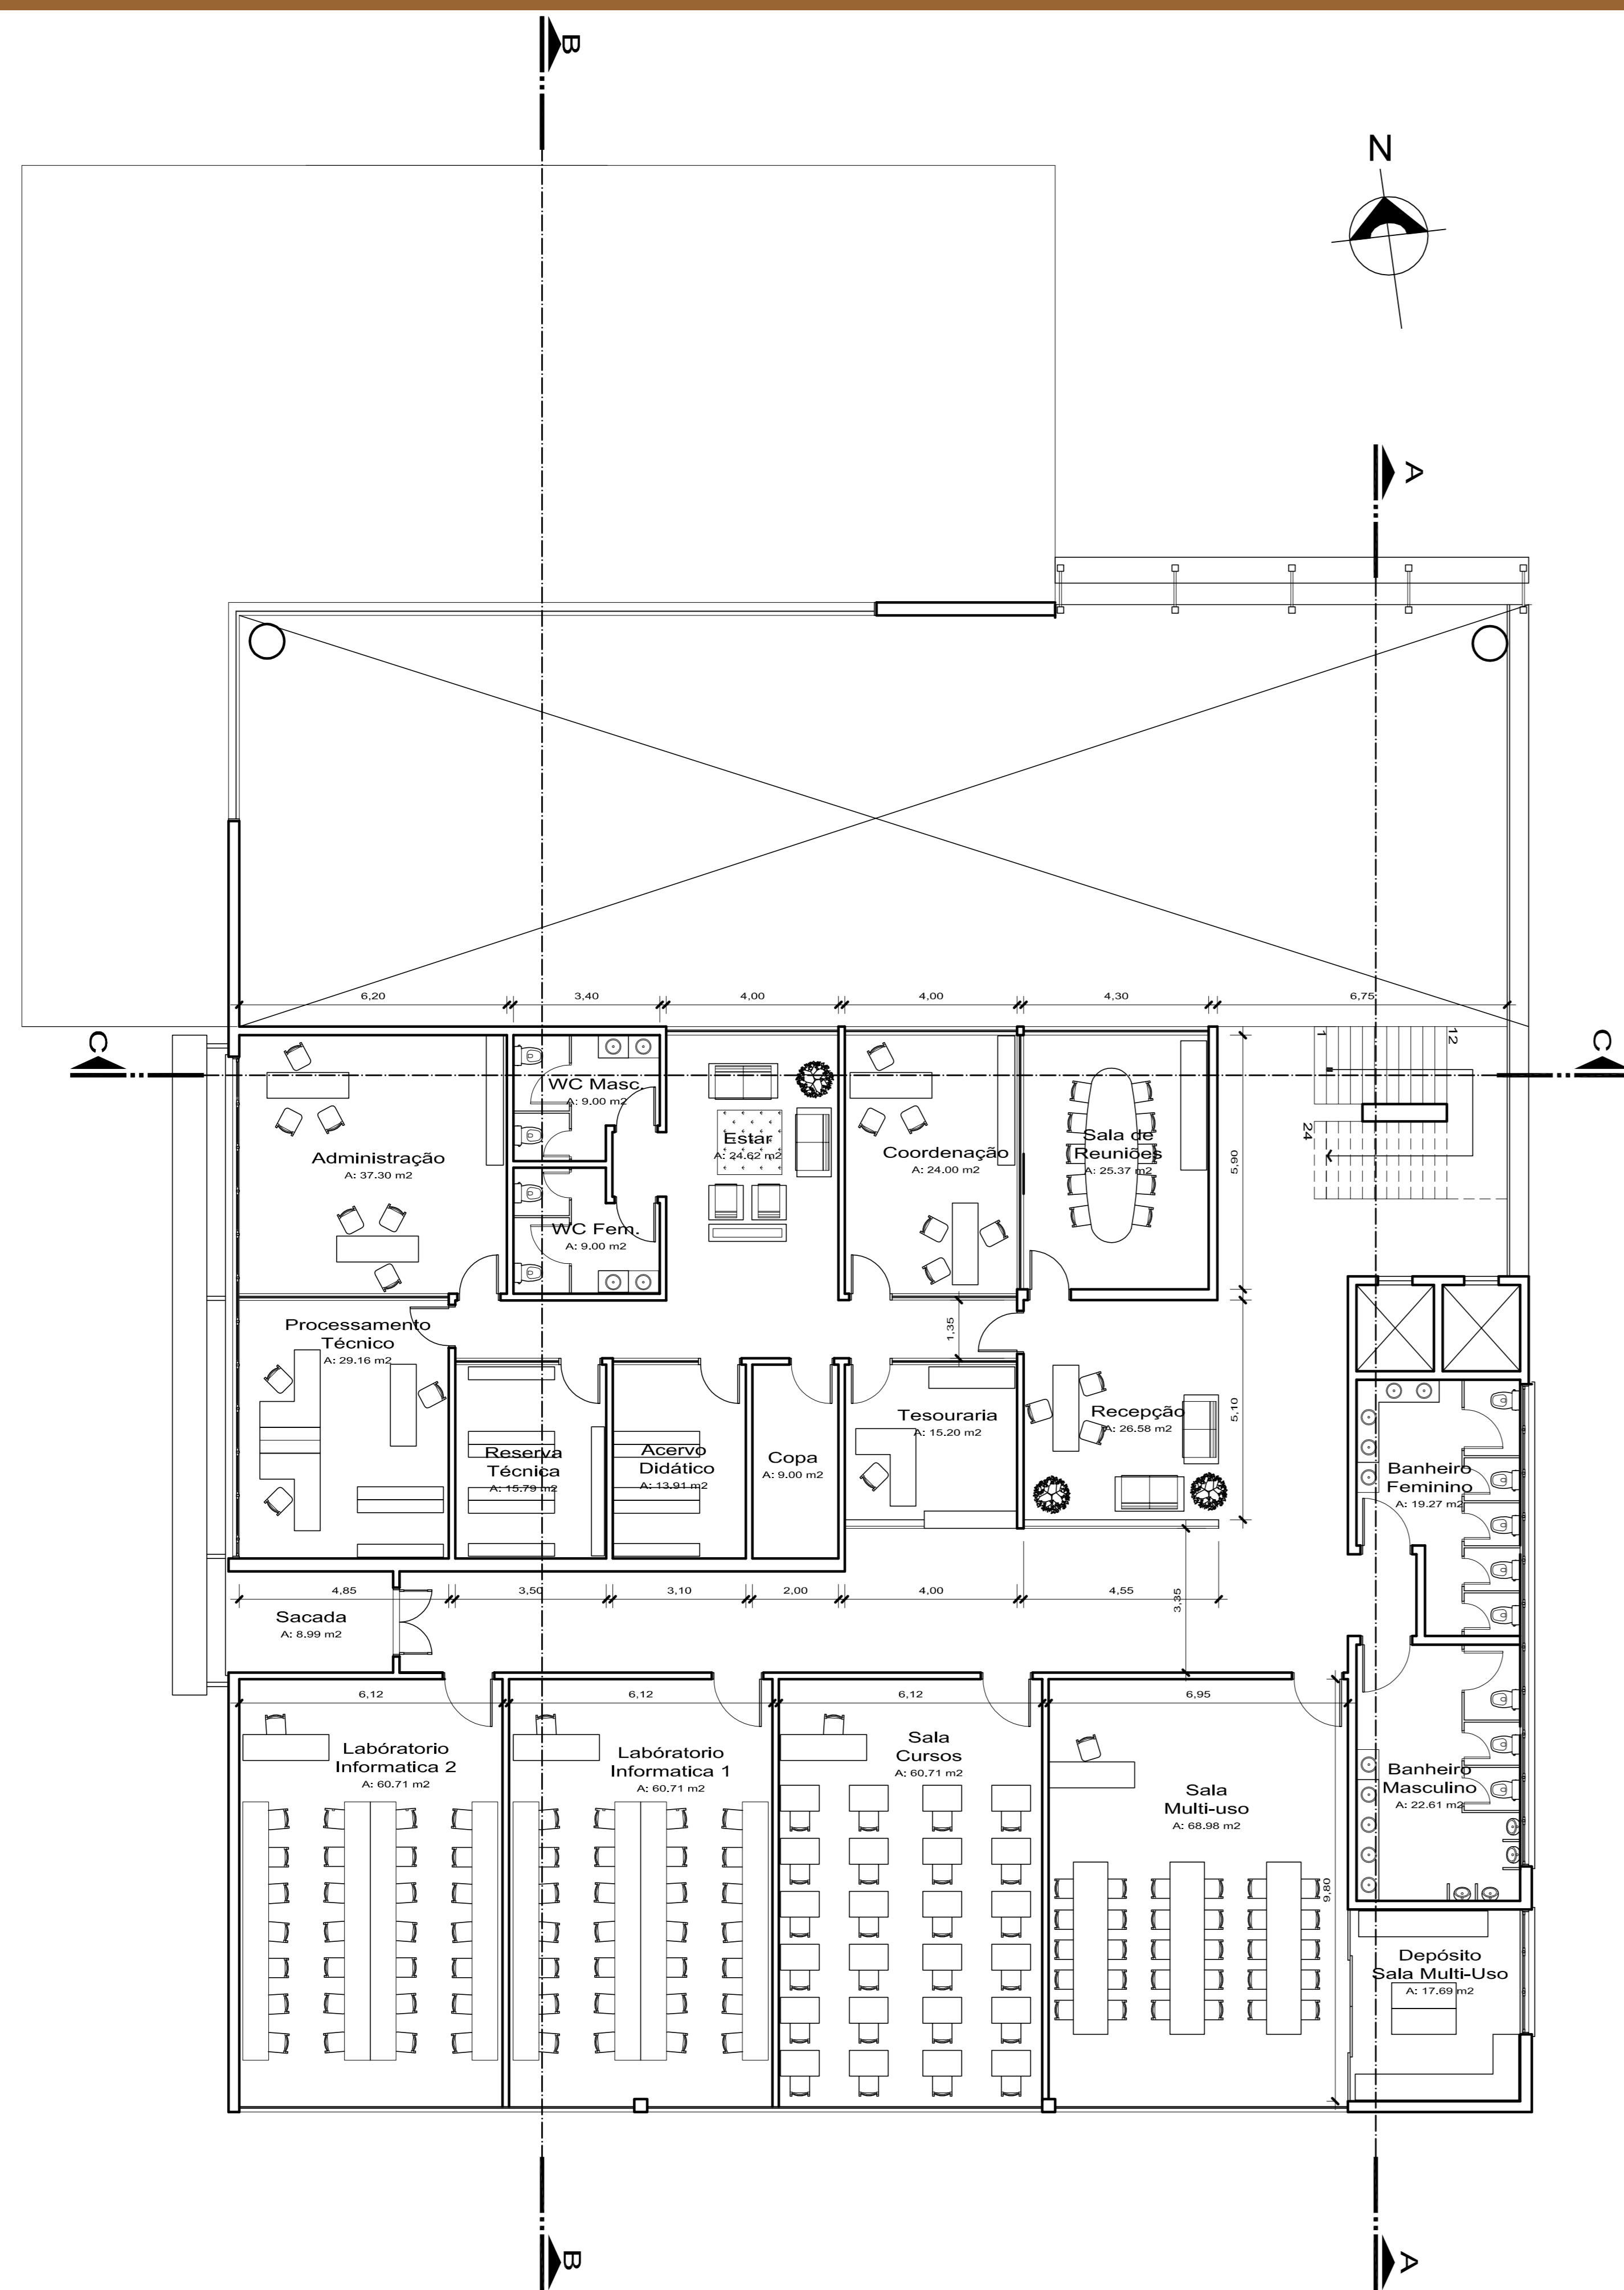 B
N
A
6,20
3,40
4,00
4,00
4,30
6,75
C
C
1
12
WC Masc.
A: 9.00 m2
Estar
A: 24.62 m2
Coordenação
A: 24.00 m2
Sala de
Reuniões
A: 25.37 m2
24
5,90
Administração
A: 37.30 m2
WC Fem.
A: 9.00 m2
Processamento
Técnico
A: 29.16 m2
1,35
Tesouraria
A: 15.20 m2
Recepção
A: 26.58 m2
5,10
Reserva
Técnica
A: 15.79 m2
Acervo
Didático
A: 13.91 m2
Copa
A: 9.00 m2
Banheiro
Feminino
A: 19.27 m2
4,85
3,50
3,10
2,00
4,00
4,55
3,35
Sacada
A: 8.99 m2
6,12
6,12
6,12
6,95
Labóratorio
Informatica 2
A: 60.71 m2
Labóratorio
Informatica 1
A: 60.71 m2
Sala
Cursos
A: 60.71 m2
Sala
Multi-uso
A: 68.98 m2
Banheiro
Masculino
A: 22.61 m2
9,80
Depósito
Sala Multi-Uso
A: 17.69 m2
B
A